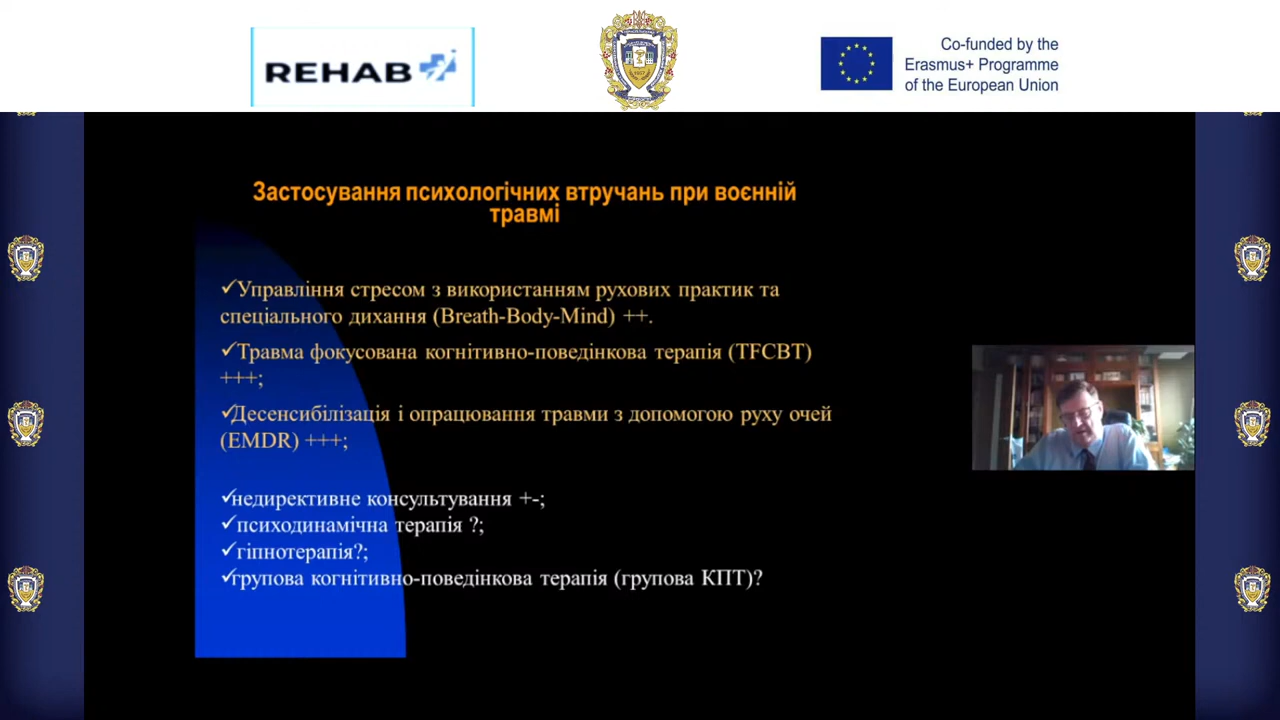 REHAB
Co-funded by the
Erasmus+ Programme
of the European Union
Застосування психологічних втручань при воєнній
травмі
✓Управління стресом з використанням рухових практик та
спеціального дихання (Breath-Body-Mind) ++.
✓Травма фокусована когнітивно-поведінкова терапія (TFCBT)
+++;
✓Десенсибілізація і опрацювання травми з допомогою руху очей
(EMDR) +++;
✓недирективне консультування +-;
✓психодинамічна терапія ?;
✓гіпнотерапія?;
✓групова когнітивно-поведінкова терапія (групова КПТ)?